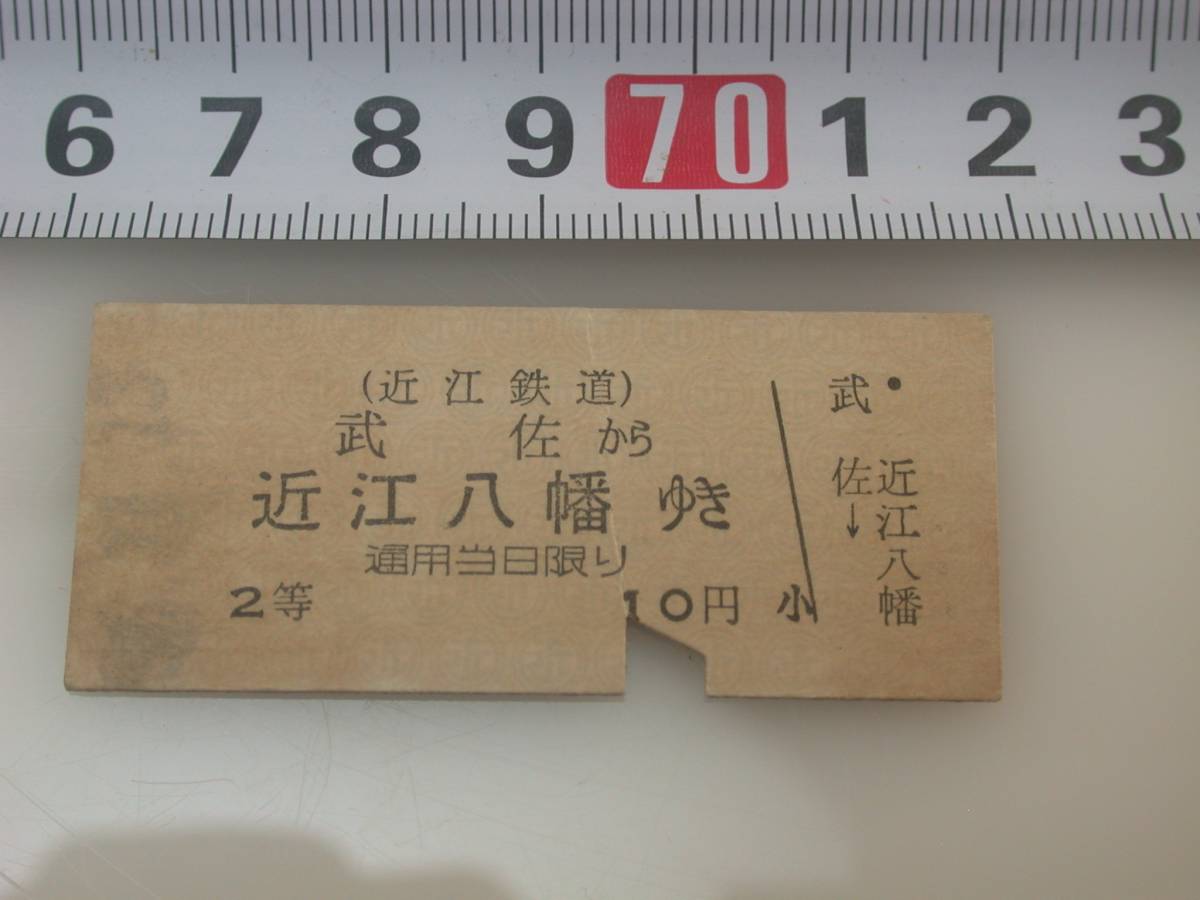 6 7 8 9 70 1 2 3
(近江鉄道)
武佐から
近江八幡ゆき
通用当日限り
2等 10円 小
武佐→
近江八幡